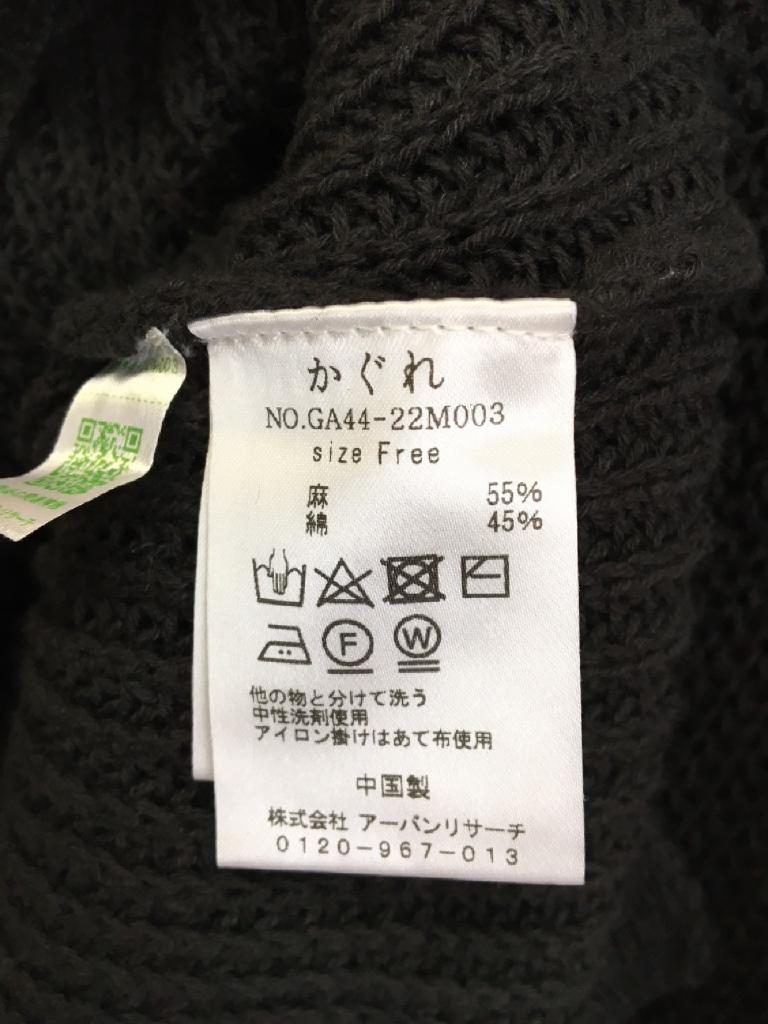 かぐれ
NO.GA44-22M003
size Free
麻 55%
綿 45%
F W
他の物と分けて洗う
中性洗剤使用
アイロン掛けはあて布使用
中国製
株式会社 アーバンリサーチ
0120-967-013